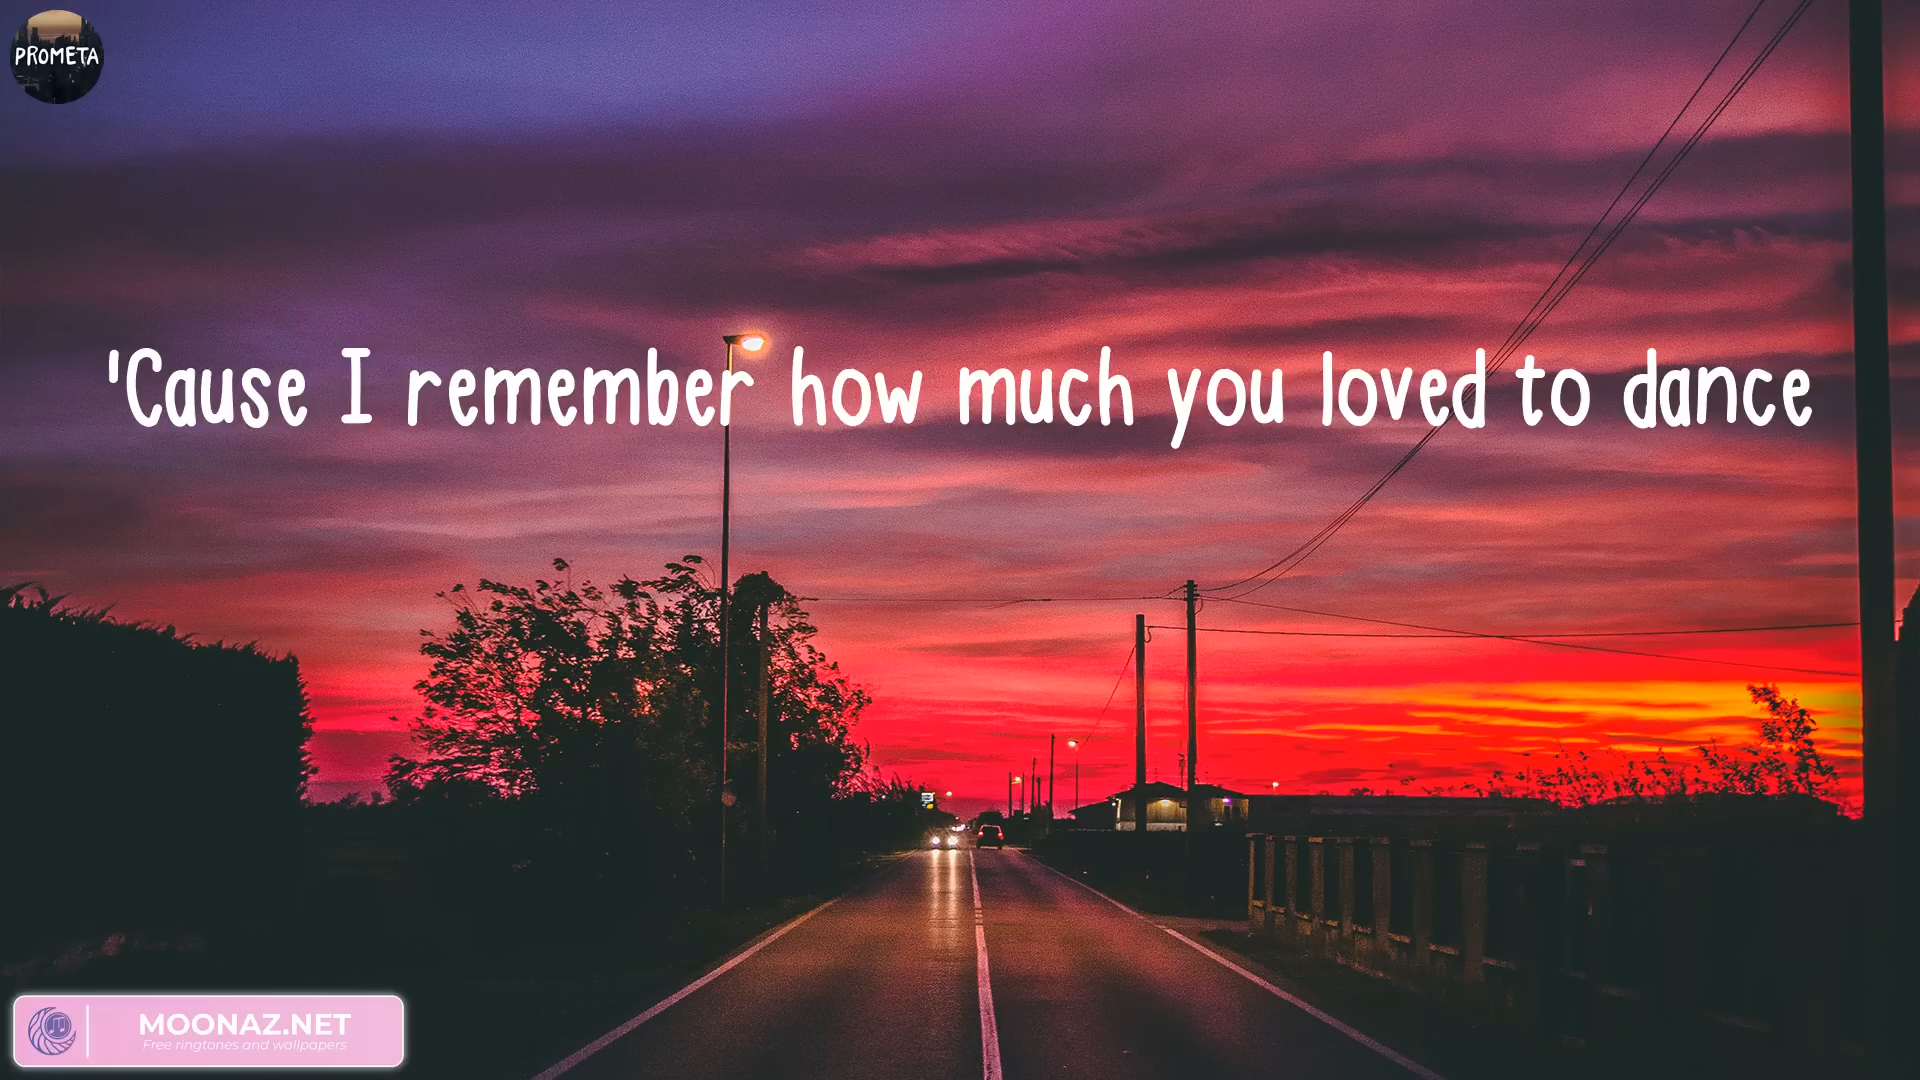 PROMETA
'Cause I remember how much you loved to dance
MOONAZ.NET
Free ringtones and wallpapers